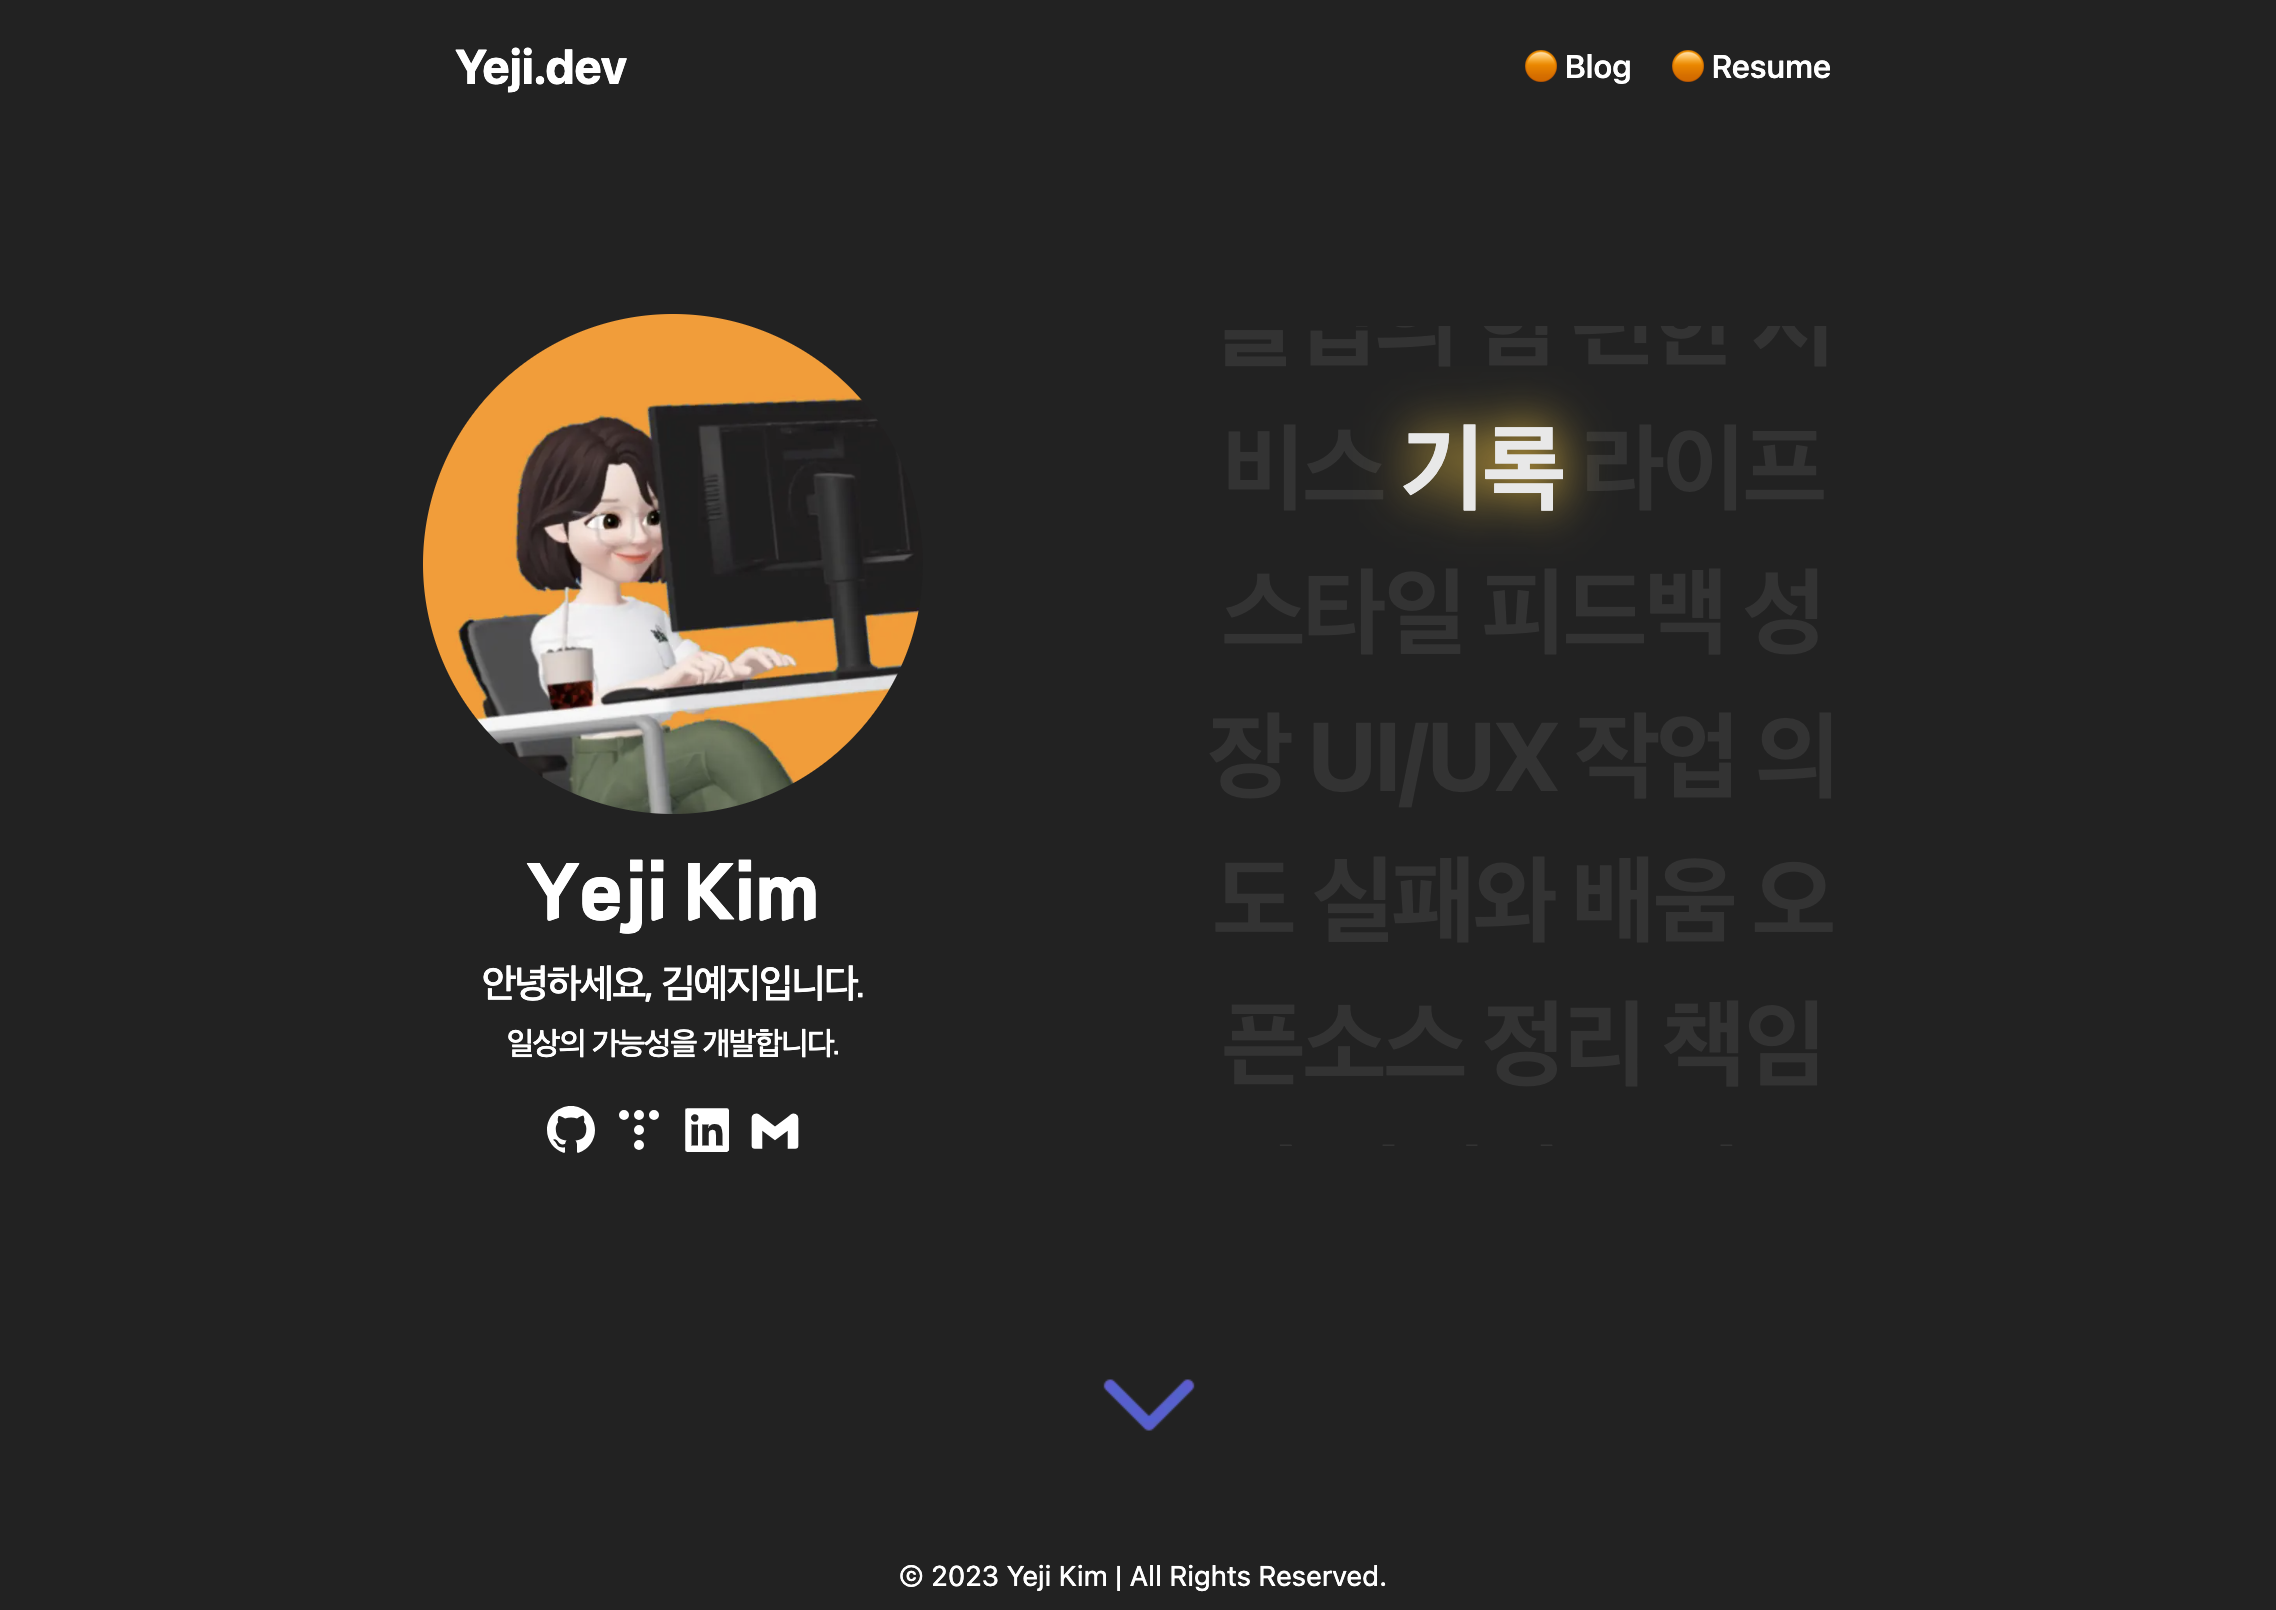 Yeji.dev
Blog
Resume
비스 기록 라이프
스타일 피드백 성
장 UI/UX 작업 의
도 실패와 배움 오
픈소스 정리 책임
Yeji Kim
안녕하세요, 김예지입니다.
일상의 가능성을 개발합니다.
© 2023 Yeji Kim | All Rights Reserved.